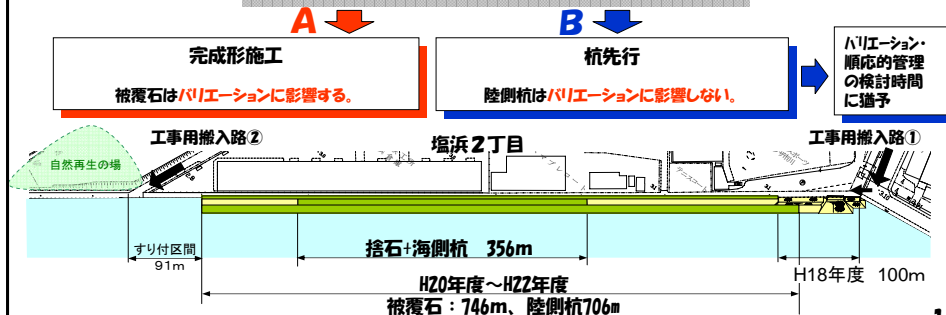 A
B
完成形施工
被覆石はバリエーションに影響する。
杭先行
陸側杭はバリエーションに影響しない。
バリエーション・
順応的管理
の検討時間
に猶予
工事用搬入路②
塩浜2丁目
工事用搬入路①
自然再生の場
すり付区間
91m
捨石+海側杭 356m
H18年度 100m
H20年度~H22年度
被覆石:746m、陸側杭706m